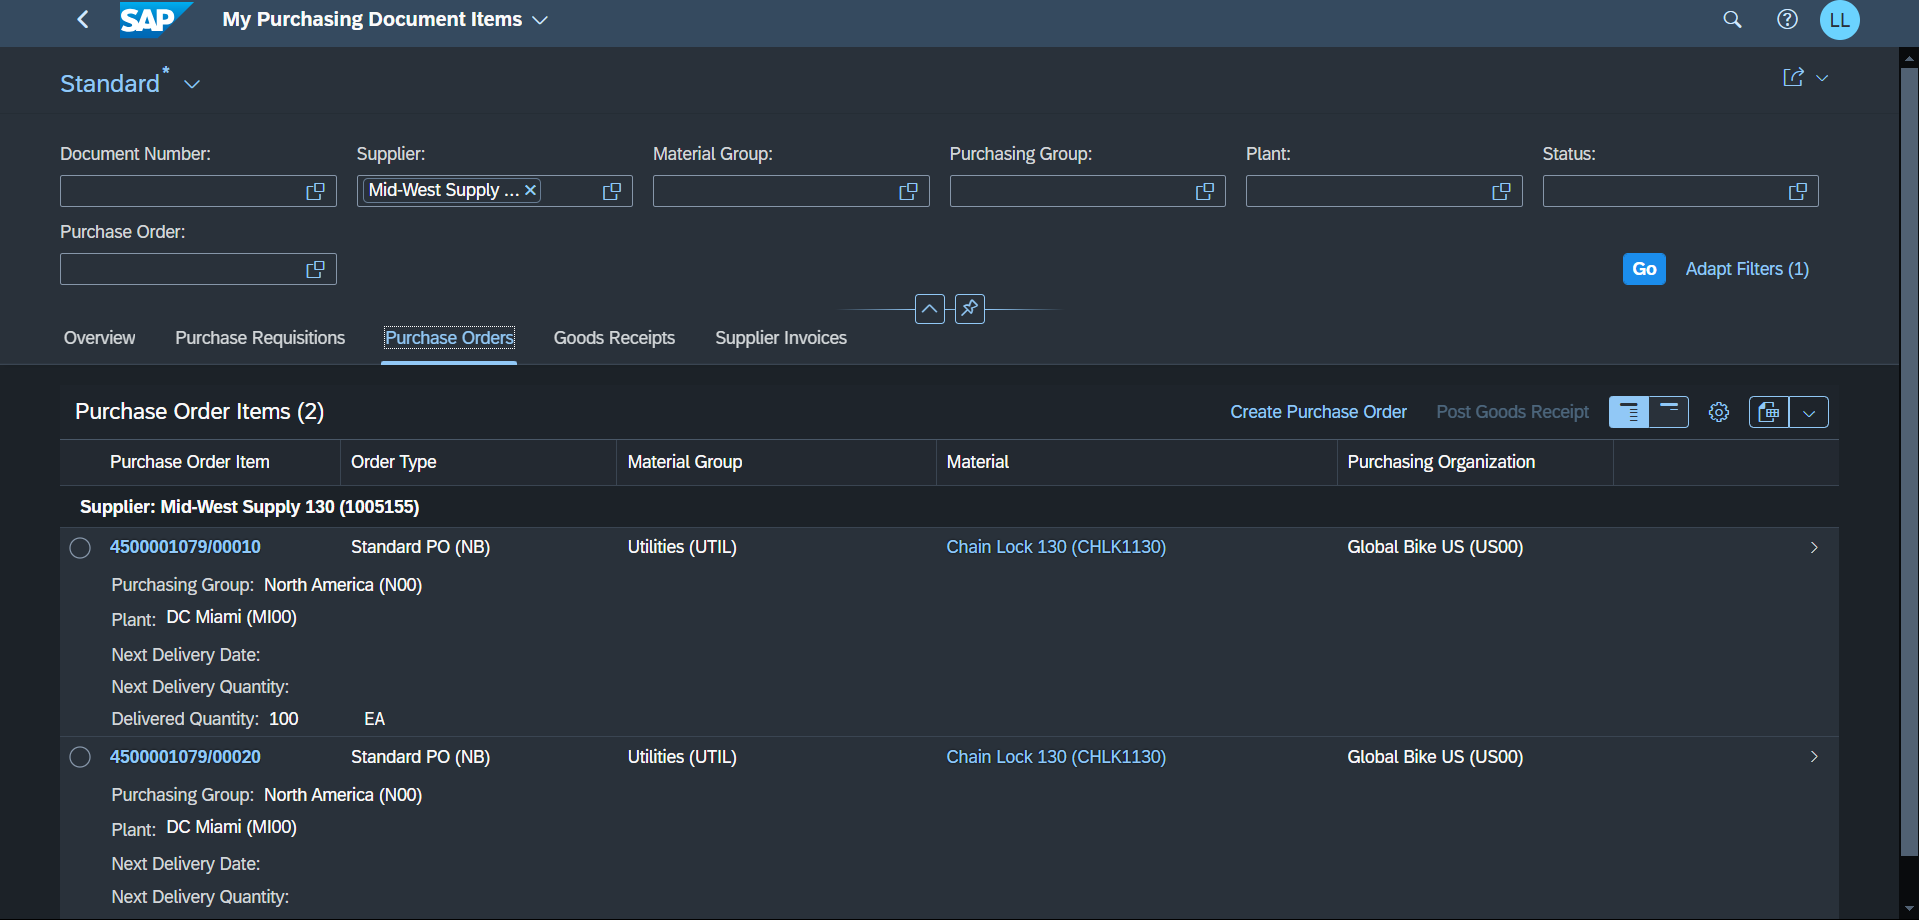 SAP My Purchasing Document Items LL
Standard*
Document Number: Supplier: Material Group: Purchasing Group: Plant: Status:
Mid-West Supply ...
Purchase Order:
Go Adapt Filters (1)
Overview Purchase Requisitions Purchase Orders Goods Receipts Supplier Invoices
Purchase Order Items (2) Create Purchase Order Post Goods Receipt
Purchase Order Item Order Type Material Group Material Purchasing Organization
Supplier: Mid-West Supply 130 (1005155)
4500001079/00010 Standard PO (NB) Utilities (UTIL) Chain Lock 130 (CHLK1130) Global Bike US (US00)
Purchasing Group: North America (N00)
Plant: DC Miami (MI00)
Next Delivery Date:
Next Delivery Quantity:
Delivered Quantity: 100 EA
4500001079/00020 Standard PO (NB) Utilities (UTIL) Chain Lock 130 (CHLK1130) Global Bike US (US00)
Purchasing Group: North America (N00)
Plant: DC Miami (MI00)
Next Delivery Date:
Next Delivery Quantity: